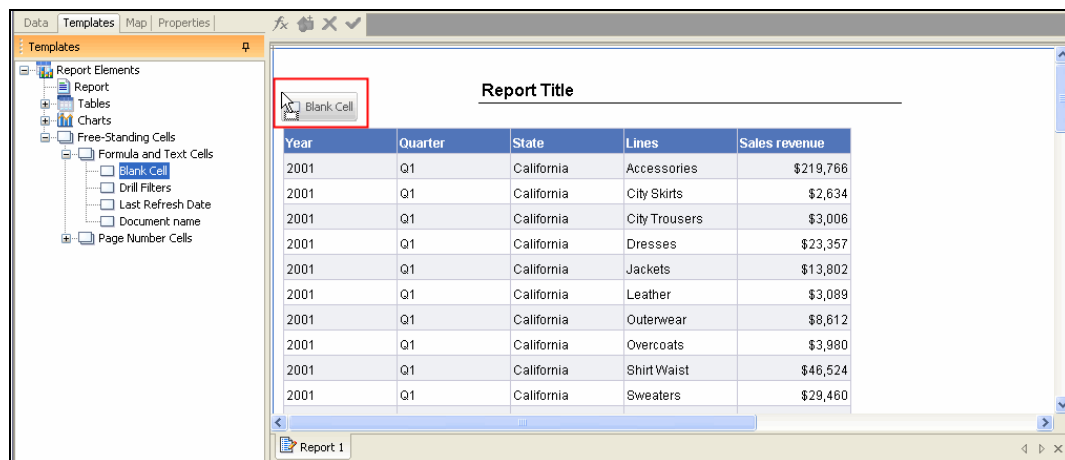 Data Templates Map Properties
Templates
Report Elements
Report
Tables
Charts
Free-Standing Cells
Formula and Text Cells
Blank Cell
Drill Filters
Last Refresh Date
Document name
Page Number Cells
Report Title
Blank Cell
Year Quarter State Lines Sales revenue
2001 Q1 California Accessories $219,766
2001 Q1 California City Skirts $2,634
2001 Q1 California City Trousers $3,006
2001 Q1 California Dresses $23,357
2001 Q1 California Jackets $13,802
2001 Q1 California Leather $3,089
2001 Q1 California Outerwear $8,612
2001 Q1 California Overcoats $3,980
2001 Q1 California Shirt Waist $46,524
2001 Q1 California Sweaters $29,460
Report 1